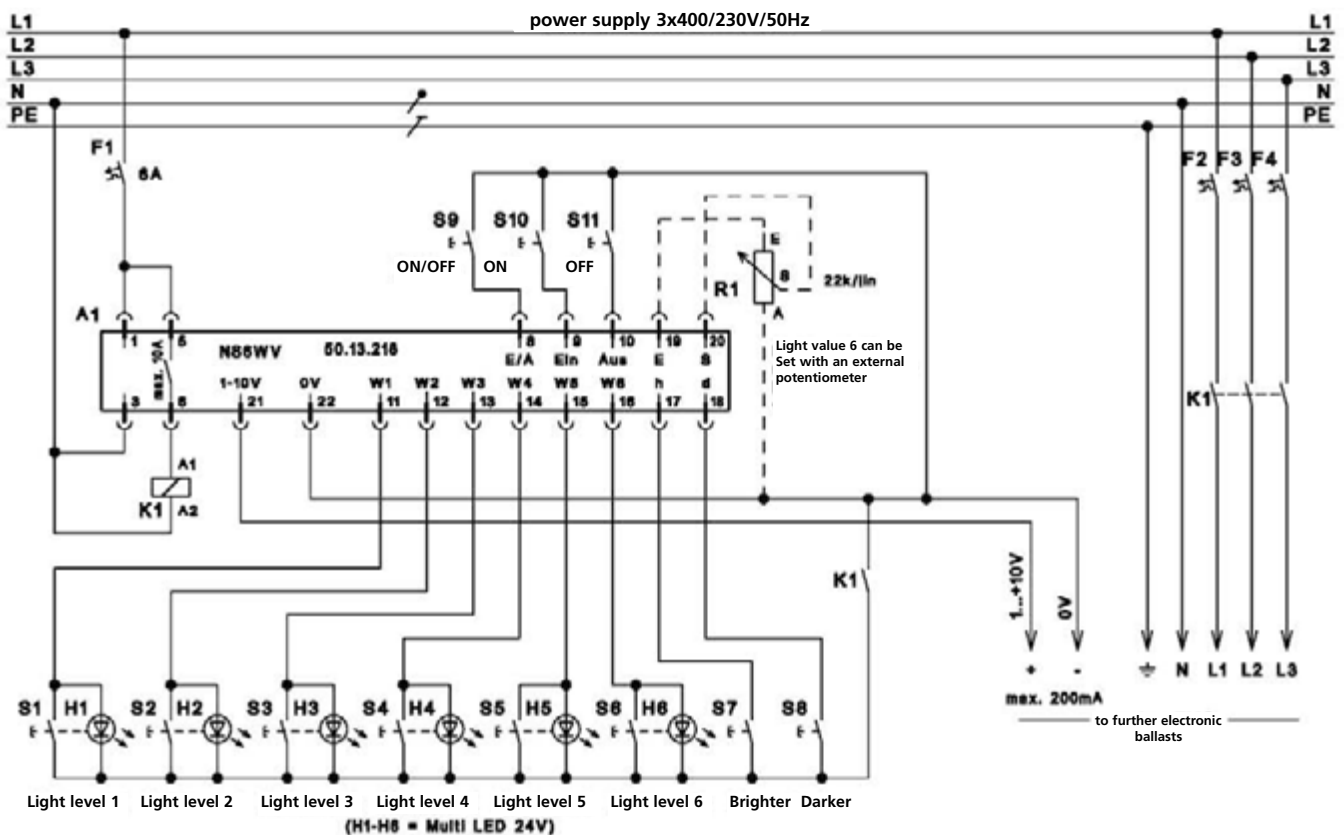 power supply 3x400/230V/50Hz
L1 L1
L2 L2
L3 L3
N N
PE PE
F1
6A
F2 F3 F4
S9 S10 S11
ON/OFF ON OFF
E
R1 S 22k/lin
A
Light value 6 can be
Set with an external
potentiometer
A1
1 5 8 9 10 19 20
N86WV 50.13.216 E/A Ein Aus E S
max. 10A
1-10V 0V W1 W2 W3 W4 W5 W6 h d
3 6 21 22 11 12 13 14 15 16 17 18
K1
A1
K1 A2
K1
1...+10V 0V
+ - N L1 L2 L3
max. 200mA
to further electronic
ballasts
S1 H1 S2 H2 S3 H3 S4 H4 S5 H5 S6 H6 S7 S8
Light level 1 Light level 2 Light level 3 Light level 4 Light level 5 Light level 6 Brighter Darker
(H1-H6 = Multi LED 24V)